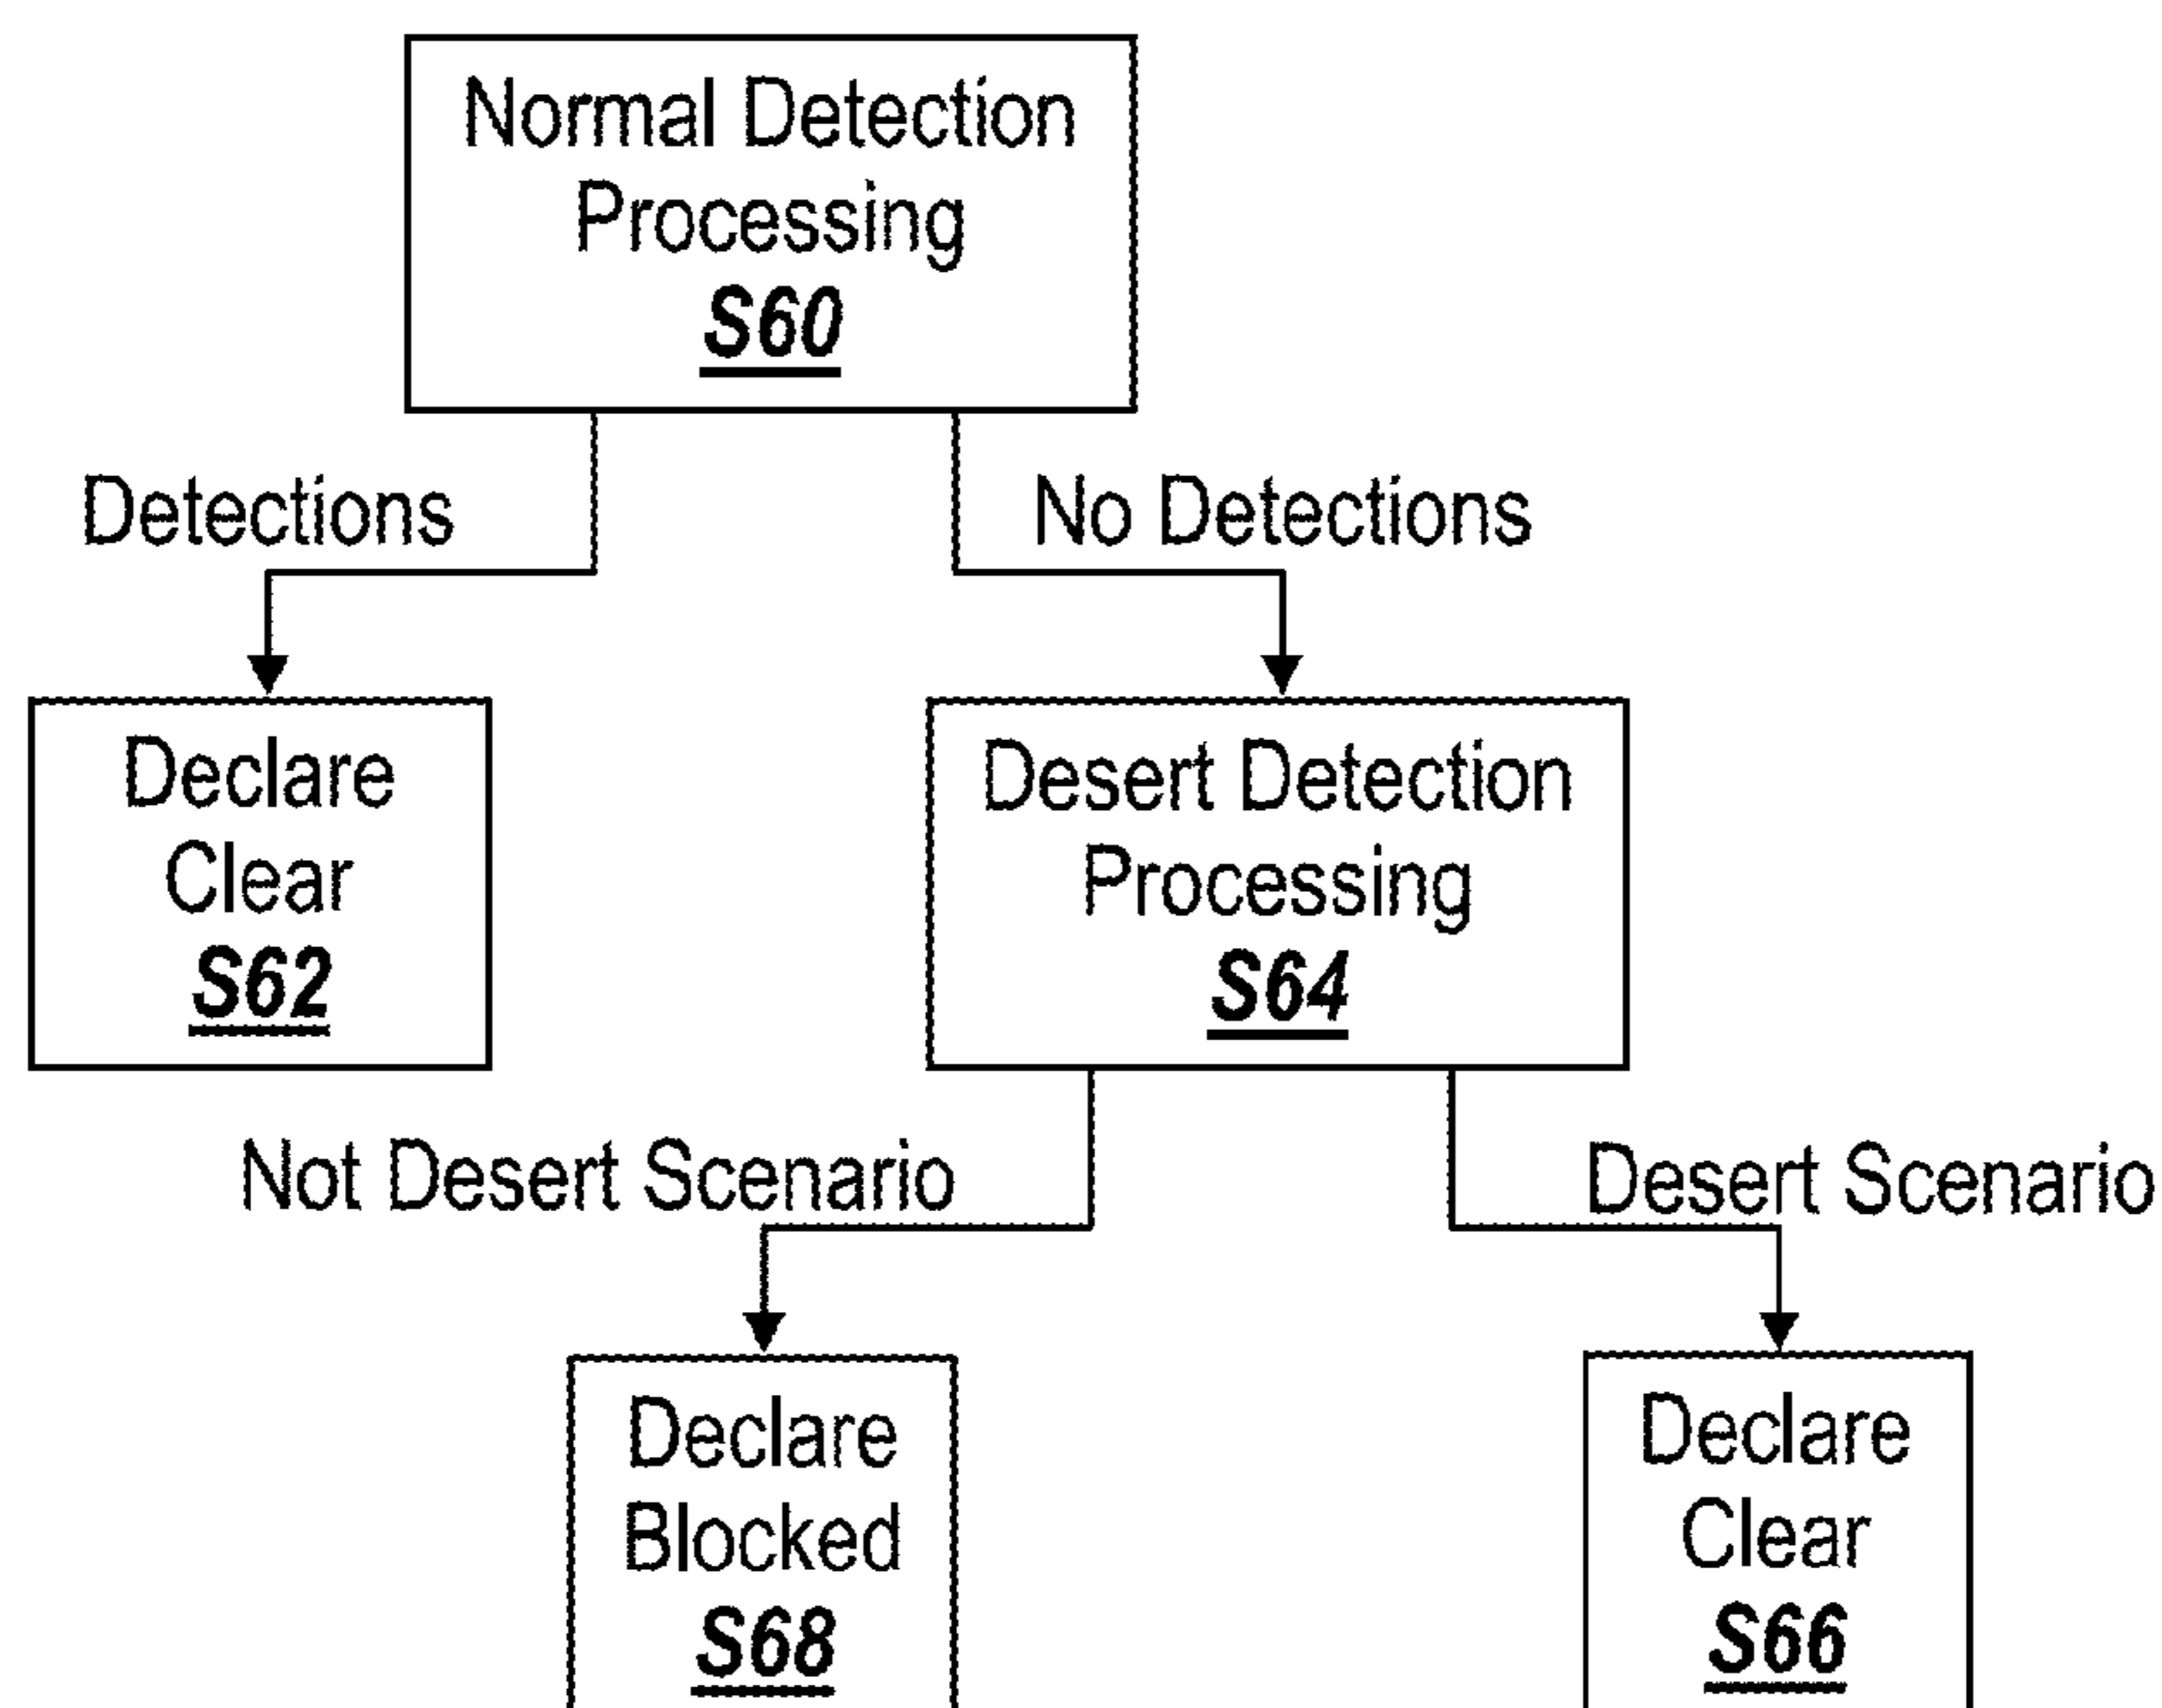 Normal Detection
Processing
S60
Detections
No Detections
Declare
Clear
S62
Desert Detection
Processing
S64
Not Desert Scenario
Desert Scenario
Declare
Blocked
S68
Declare
Clear
S66